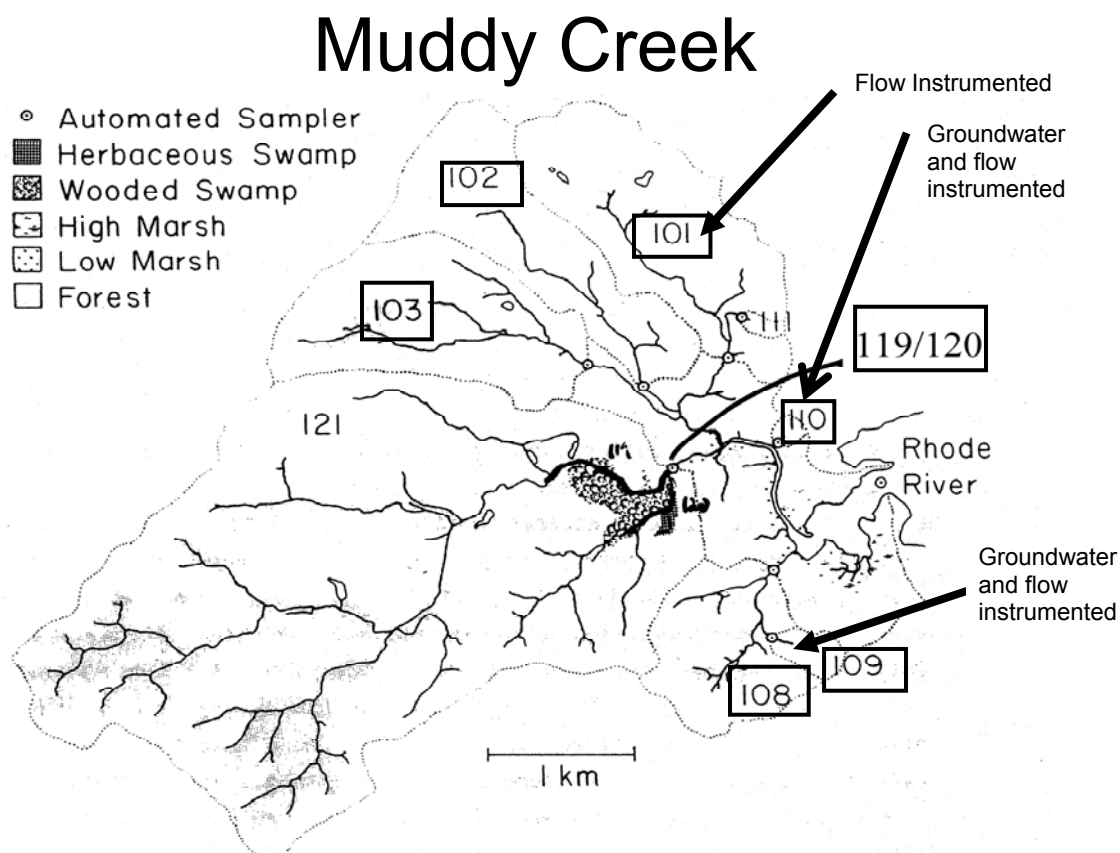 Muddy Creek
Flow Instrumented
Groundwater
and flow
instrumented
Automated Sampler
Herbaceous Swamp
Wooded Swamp
High Marsh
Low Marsh
Forest
102
101
103
111
119/120
110
121
Rhode
River
Groundwater
and flow
instrumented
109
108
1 km